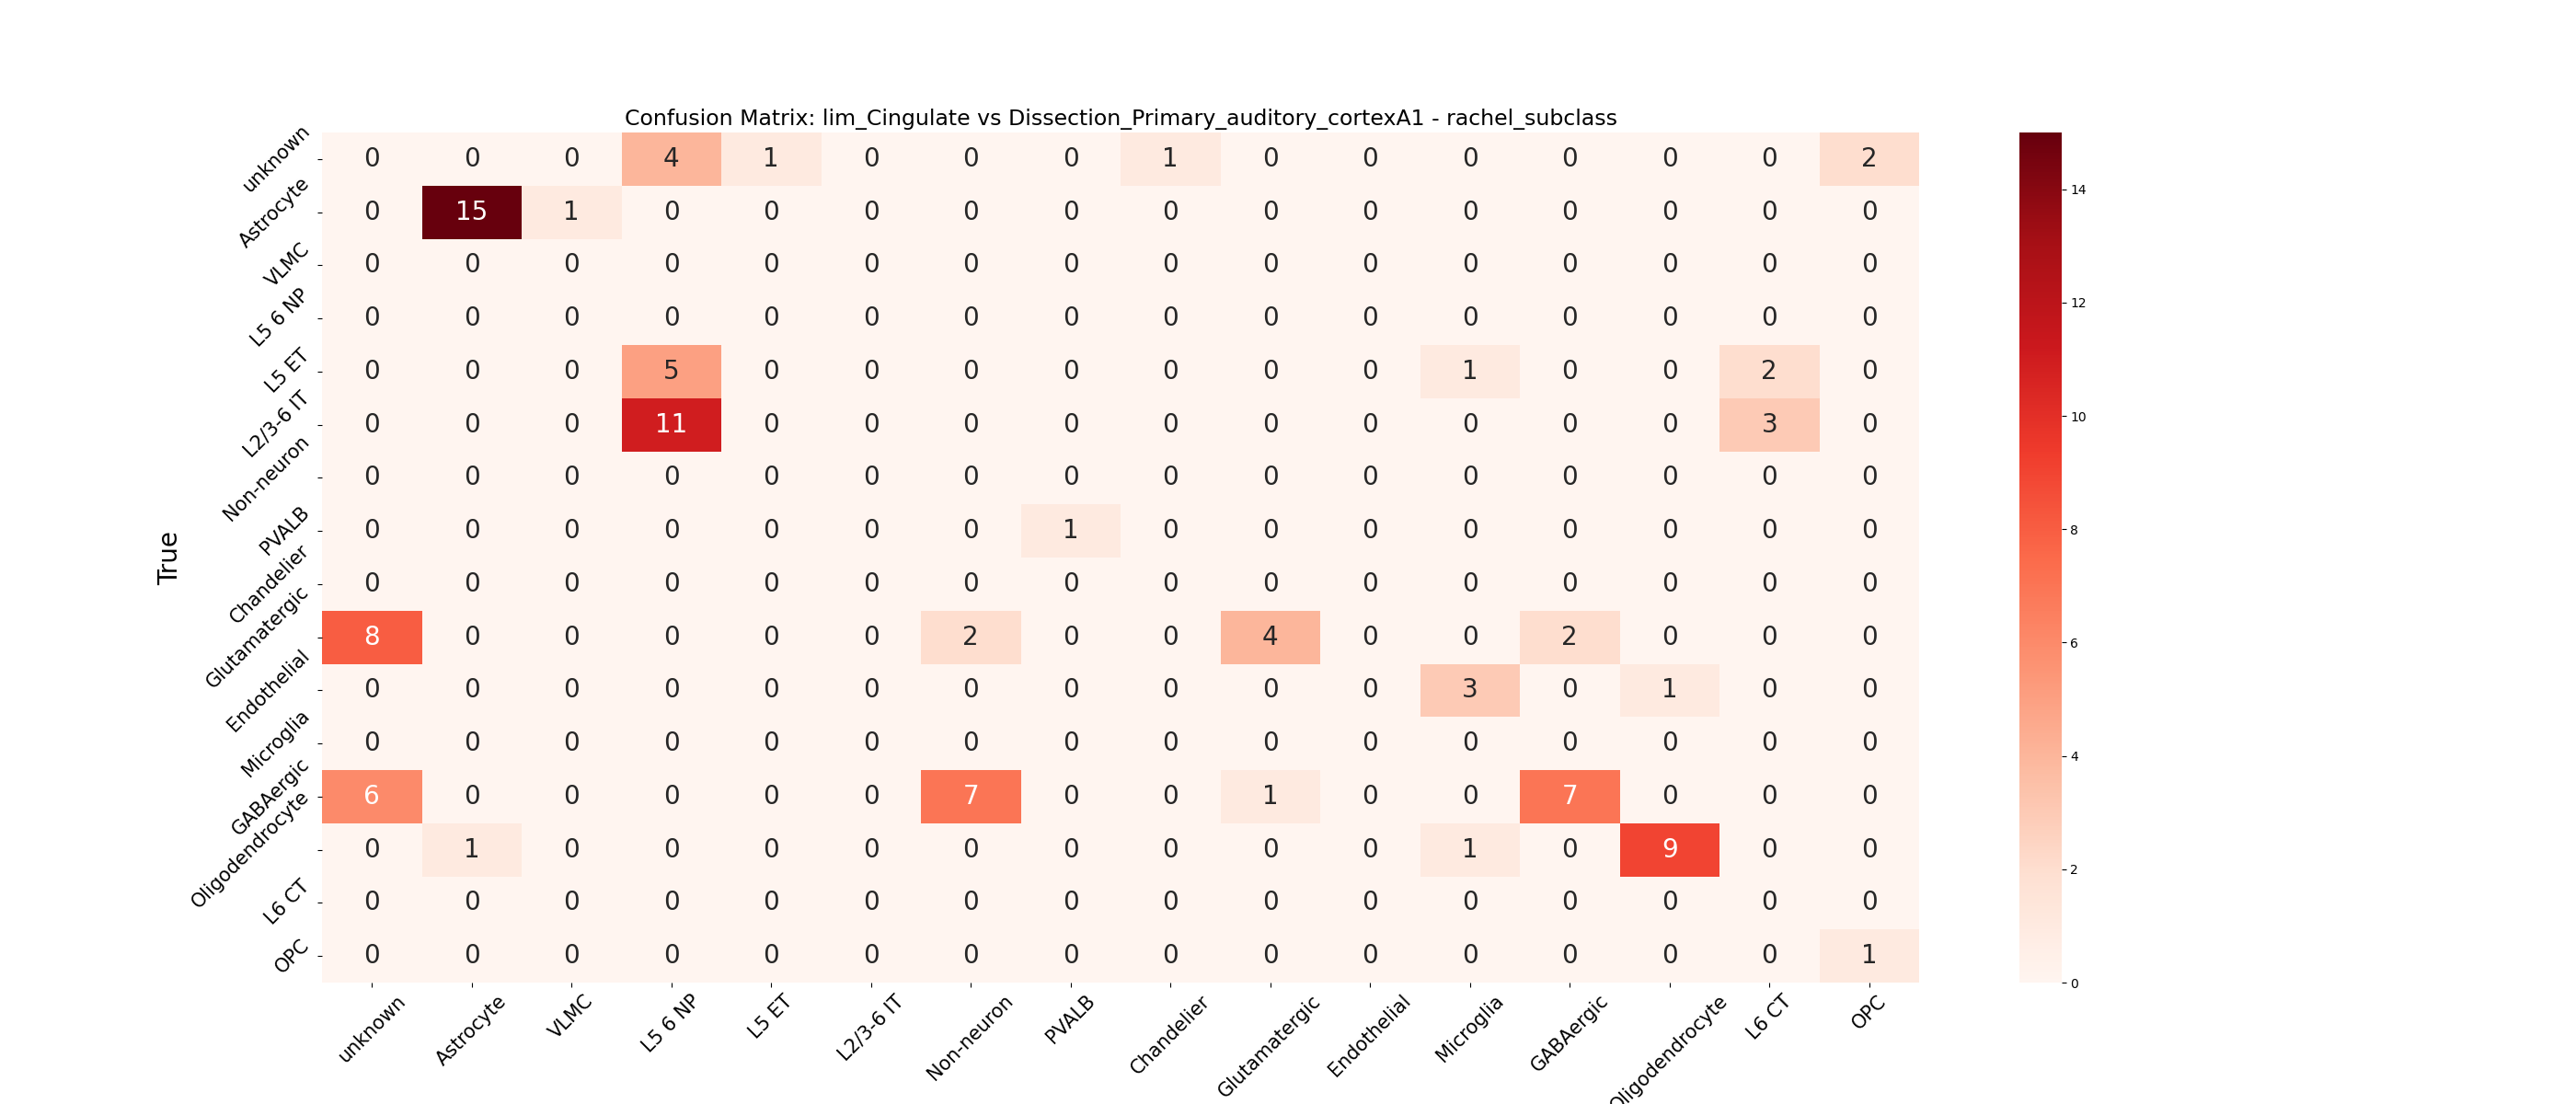 Confusion Matrix: lim_Cingulate vs Dissection_Primary_auditory_cortexA1 - rachel_subclass
True
unknown 0 0 0 4 1 0 0 0 1 0 0 0 0 0 0 2
Astrocyte 0 15 1 0 0 0 0 0 0 0 0 0 0 0 0 0
VLMC 0 0 0 0 0 0 0 0 0 0 0 0 0 0 0 0
L5 6 NP 0 0 0 0 0 0 0 0 0 0 0 0 0 0 0 0
L5 ET 0 0 0 5 0 0 0 0 0 0 0 1 0 0 2 0
L2/3-6 IT 0 0 0 11 0 0 0 0 0 0 0 0 0 0 3 0
Non-neuron 0 0 0 0 0 0 0 0 0 0 0 0 0 0 0 0
PVALB 0 0 0 0 0 0 0 1 0 0 0 0 0 0 0 0
Chandelier 0 0 0 0 0 0 0 0 0 0 0 0 0 0 0 0
Glutamatergic 8 0 0 0 0 0 2 0 0 4 0 0 2 0 0 0
Endothelial 0 0 0 0 0 0 0 0 0 0 0 3 0 1 0 0
Microglia 0 0 0 0 0 0 0 0 0 0 0 0 0 0 0 0
GABAergic 6 0 0 0 0 0 7 0 0 1 0 0 7 0 0 0
Oligodendrocyte 0 1 0 0 0 0 0 0 0 0 0 1 0 9 0 0
L6 CT 0 0 0 0 0 0 0 0 0 0 0 0 0 0 0 0
OPC 0 0 0 0 0 0 0 0 0 0 0 0 0 0 0 1
unknown Astrocyte VLMC L5 6 NP L5 ET L2/3-6 IT Non-neuron PVALB Chandelier Glutamatergic Endothelial Microglia GABAergic Oligodendrocyte L6 CT OPC
14
12
10
8
6
4
2
0